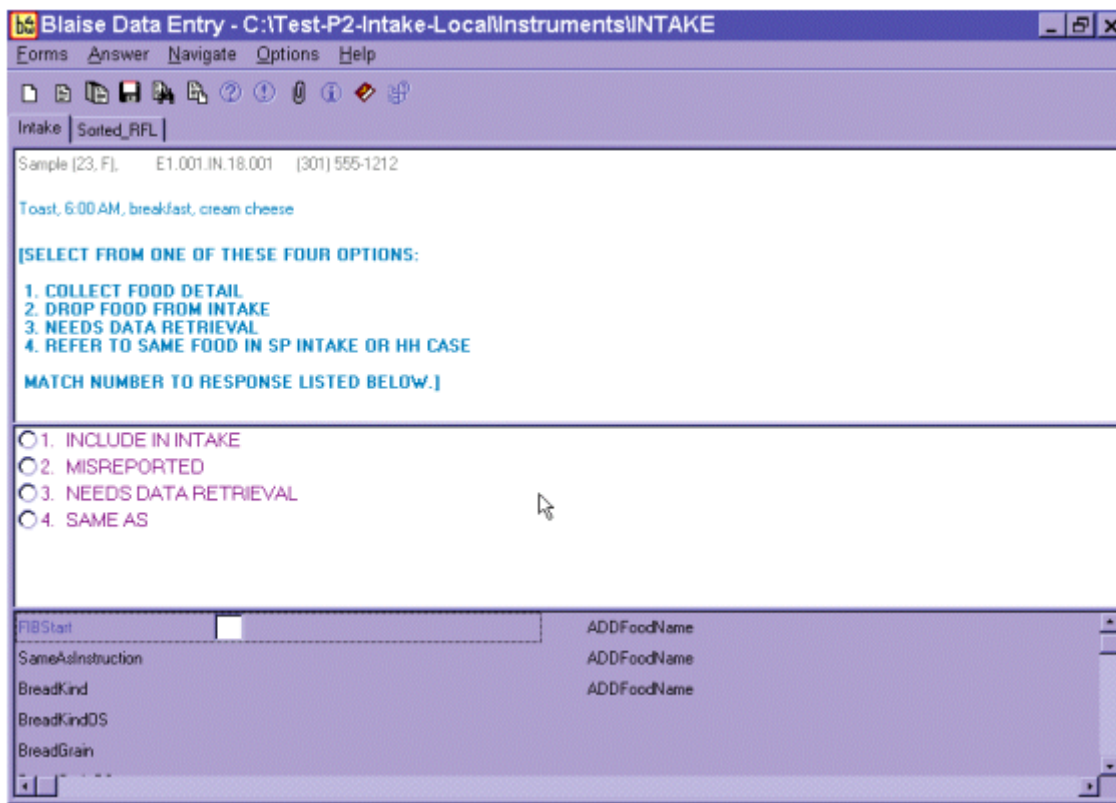 Blaise Data Entry - C:\Test-P2-Intake-Local\Instruments\INTAKE
Forms Answer Navigate Options Help
Intake Sorted_RFL
Sample (23, F), E1.001.IN.18.001 (301) 555-1212
Toast, 6:00 AM, breakfast, cream cheese
[SELECT FROM ONE OF THESE FOUR OPTIONS:
1. COLLECT FOOD DETAIL
2. DROP FOOD FROM INTAKE
3. NEEDS DATA RETRIEVAL
4. REFER TO SAME FOOD IN SP INTAKE OR HH CASE
MATCH NUMBER TO RESPONSE LISTED BELOW.]
1. INCLUDE IN INTAKE
2. MISREPORTED
3. NEEDS DATA RETRIEVAL
4. SAME AS
FIBStart ADDFoodName
SameAsInstruction ADDFoodName
BreadKind ADDFoodName
BreadKindOS
BreadGrain